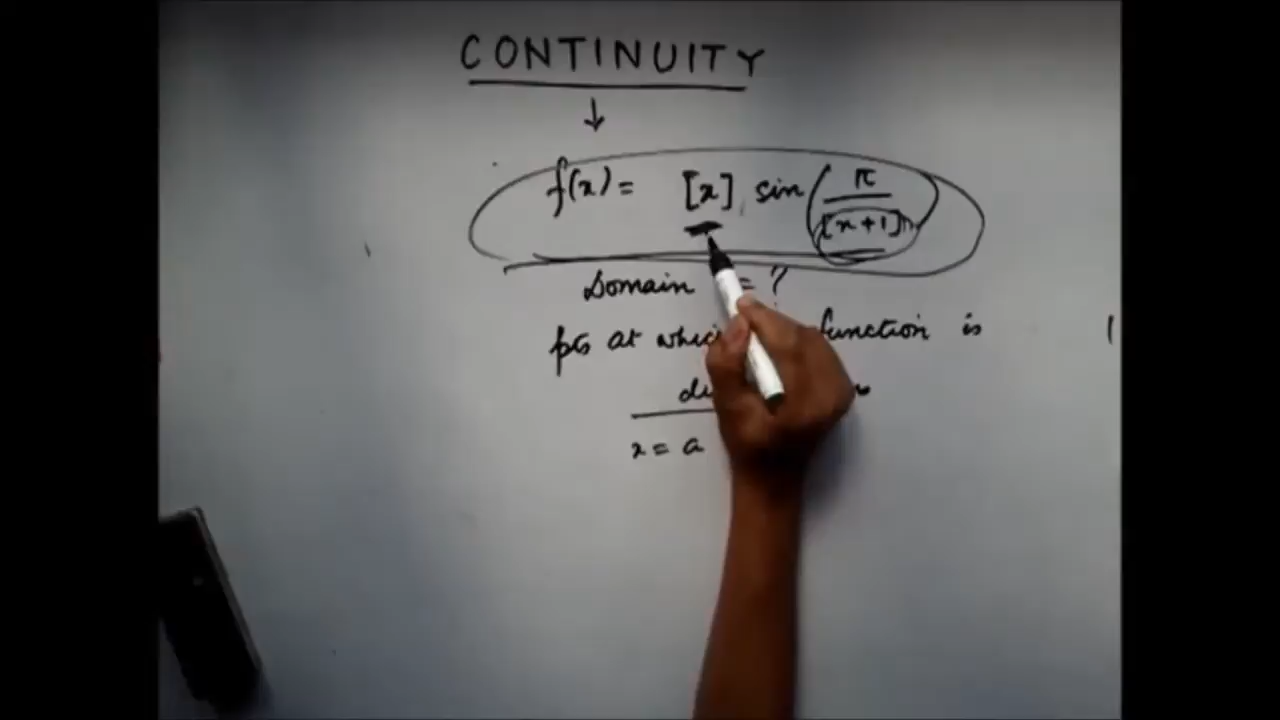 CONTINUITY
↓
f(x) = [x] sin (π / [x+1])
Domain = ?
pts at which function is
x = a